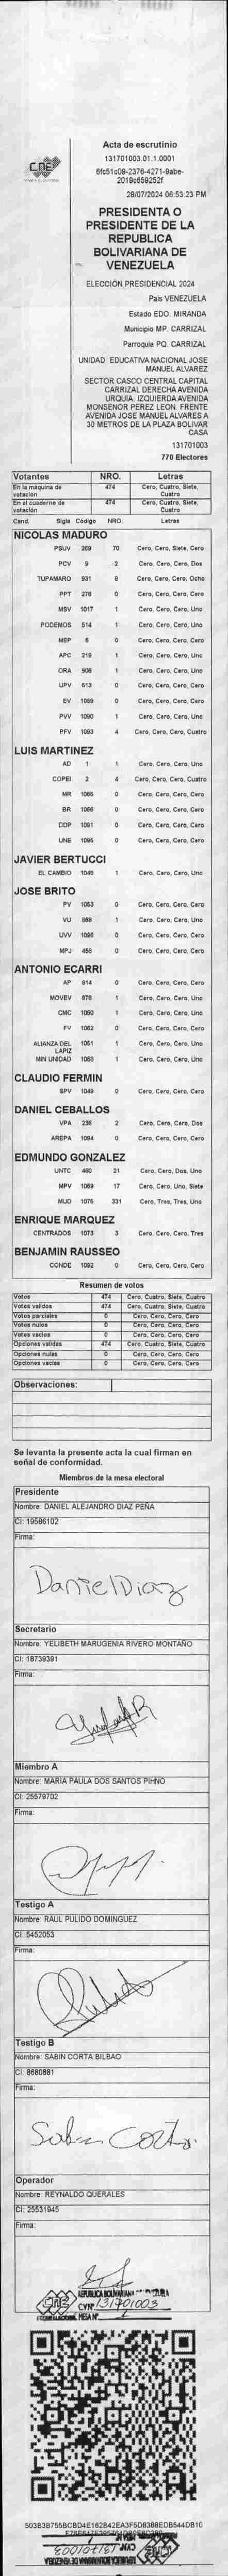 CNE
Acta de escrutinio
131701003.01.1.0001
6fc51c09-2376-4271-9abe-
2019c659252f
28/07/2024 06:53:23 PM
PRESIDENTA O
PRESIDENTE DE LA
REPUBLICA
BOLIVARIANA DE
VENEZUELA
ELECCIÓN PRESIDENCIAL 2024
País VENEZUELA
Estado EDO. MIRANDA
Municipio MP. CARRIZAL
Parroquia PQ. CARRIZAL
UNIDAD EDUCATIVA NACIONAL JOSE
MANUEL ALVAREZ
SECTOR CASCO CENTRAL CAPITAL
CARRIZAL DERECHA AVENIDA
URQUIA. IZQUIERDA AVENIDA
MONSENOR PEREZ LEON. FRENTE
AVENIDA JOSE MANUEL ALVARES A
30 METROS DE LA PLAZA BOLIVAR
CASA
131701003
770 Electores
Votantes NRO. Letras
En la máquina de votación 474 Cero, Cuatro, Siete, Cuatro
En el cuaderno de votación 474 Cero, Cuatro, Siete, Cuatro
Cand. Sigla Código NRO. Letras
NICOLAS MADURO
PSUV 269 70 Cero, Cero, Siete, Cero
PCV 9 2 Cero, Cero, Cero, Dos
TUPAMARO 931 8 Cero, Cero, Cero, Ocho
PPT 276 0 Cero, Cero, Cero, Cero
MSV 1017 1 Cero, Cero, Cero, Uno
PODEMOS 514 1 Cero, Cero, Cero, Uno
MEP 6 0 Cero, Cero, Cero, Cero
APC 219 1 Cero, Cero, Cero, Uno
ORA 906 1 Cero, Cero, Cero, Uno
UPV 613 0 Cero, Cero, Cero, Cero
EV 1089 0 Cero, Cero, Cero, Cero
PVV 1090 1 Cero, Cero, Cero, Uno
PFV 1093 4 Cero, Cero, Cero, Cuatro
LUIS MARTINEZ
AD 1 1 Cero, Cero, Cero, Uno
COPEI 2 4 Cero, Cero, Cero, Cuatro
MR 1065 0 Cero, Cero, Cero, Cero
BR 1066 0 Cero, Cero, Cero, Cero
DDP 1091 0 Cero, Cero, Cero, Cero
UNE 1095 0 Cero, Cero, Cero, Cero
JAVIER BERTUCCI
EL CAMBIO 1048 1 Cero, Cero, Cero, Uno
JOSE BRITO
PV 1053 0 Cero, Cero, Cero, Cero
VU 868 1 Cero, Cero, Cero, Uno
UVV 1096 0 Cero, Cero, Cero, Cero
MPJ 458 0 Cero, Cero, Cero, Cero
ANTONIO ECARRI
AP 914 0 Cero, Cero, Cero, Cero
MOVEV 878 1 Cero, Cero, Cero, Uno
CMC 1050 1 Cero, Cero, Cero, Uno
FV 1062 0 Cero, Cero, Cero, Cero
ALIANZA DEL LAPIZ 1051 1 Cero, Cero, Cero, Uno
MIN UNIDAD 1068 1 Cero, Cero, Cero, Uno
CLAUDIO FERMIN
SPV 1049 0 Cero, Cero, Cero, Cero
DANIEL CEBALLOS
VPA 236 2 Cero, Cero, Cero, Dos
AREPA 1094 0 Cero, Cero, Cero, Cero
EDMUNDO GONZALEZ
UNTC 460 21 Cero, Cero, Dos, Uno
MPV 1069 17 Cero, Cero, Uno, Siete
MUD 1076 331 Cero, Tres, Tres, Uno
ENRIQUE MARQUEZ
CENTRADOS 1073 3 Cero, Cero, Cero, Tres
BENJAMIN RAUSSEO
CONDE 1092 0 Cero, Cero, Cero, Cero
Resumen de votos
Votos 474 Cero, Cuatro, Siete, Cuatro
Votos validos 474 Cero, Cuatro, Siete, Cuatro
Votos parciales 0 Cero, Cero, Cero, Cero
Votos nulos 0 Cero, Cero, Cero, Cero
Votos vacíos 0 Cero, Cero, Cero, Cero
Opciones validas 474 Cero, Cuatro, Siete, Cuatro
Opciones nulas 0 Cero, Cero, Cero, Cero
Opciones vacías 0 Cero, Cero, Cero, Cero
Observaciones:
Se levanta la presente acta la cual firman en
señal de conformidad.
Miembros de la mesa electoral
Presidente
Nombre: DANIEL ALEJANDRO DIAZ PEÑA
CI: 19586102
Firma:
Daniel Diaz
Secretario
Nombre: YELIBETH MARUGENIA RIVERO MONTAÑO
CI: 18739391
Firma:
Miembro A
Nombre: MARIA PAULA DOS SANTOS PIHNO
CI: 25579702
Firma:
Testigo A
Nombre: RAUL PULIDO DOMINGUEZ
CI: 5452053
Firma:
Testigo B
Nombre: SABIN CORTA BILBAO
CI: 8680881
Firma:
Sabin Corta
Operador
Nombre: REYNALDO QUERALES
CI: 25531945
Firma:
CNE
CVN° 131701003
MESA N° 1
503B3B755BCBD4E162B42EA3F5D8388EDB544DB10
CVN° 131701003